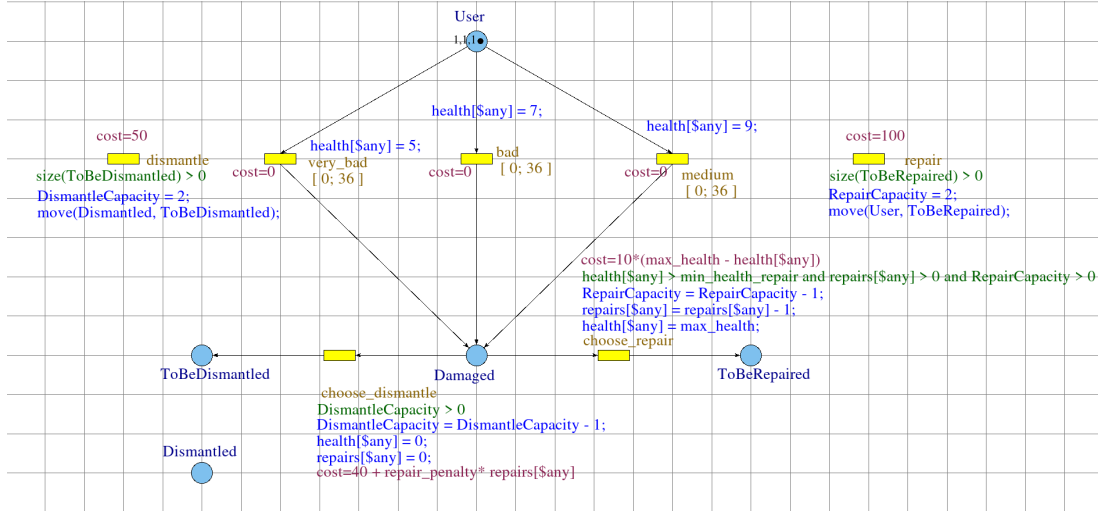 User
1,1,1
health[$any] = 7;
health[$any] = 9;
cost=50
cost=100
health[$any] = 5;
dismantle
very_bad
bad
repair
size(ToBeDismantled) > 0
cost=0
[ 0; 36 ]
cost=0
[ 0; 36 ]
cost=0
medium
[ 0; 36 ]
size(ToBeRepaired) > 0
DismantleCapacity = 2;
move(Dismantled, ToBeDismantled);
RepairCapacity = 2;
move(User, ToBeRepaired);
cost=10*(max_health - health[$any])
health[$any] > min_health_repair and repairs[$any] > 0 and RepairCapacity > 0
RepairCapacity = RepairCapacity - 1;
repairs[$any] = repairs[$any] - 1;
health[$any] = max_health;
choose_repair
ToBeDismantled
Damaged
ToBeRepaired
choose_dismantle
DismantleCapacity > 0
DismantleCapacity = DismantleCapacity - 1;
health[$any] = 0;
repairs[$any] = 0;
cost=40 + repair_penalty* repairs[$any]
Dismantled